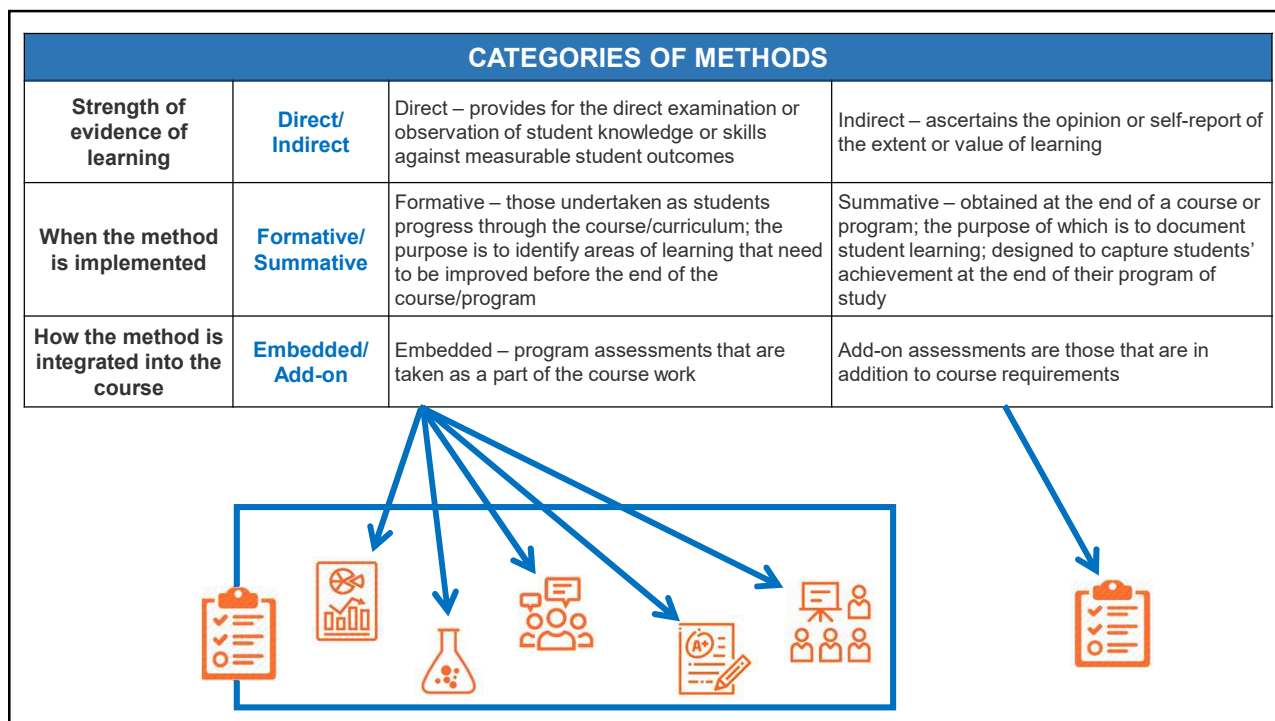 CATEGORIES OF METHODS
Strength of
evidence of
learning
Direct/
Indirect
Direct – provides for the direct examination or
observation of student knowledge or skills
against measurable student outcomes
Indirect – ascertains the opinion or self-report of
the extent or value of learning
When the method
is implemented
Formative/
Summative
Formative – those undertaken as students
progress through the course/curriculum; the
purpose is to identify areas of learning that need
to be improved before the end of the
course/program
Summative – obtained at the end of a course or
program; the purpose of which is to document
student learning; designed to capture students’
achievement at the end of their program of
study
How the method is
integrated into the
course
Embedded/
Add-on
Embedded – program assessments that are
taken as a part of the course work
Add-on assessments are those that are in
addition to course requirements
A+